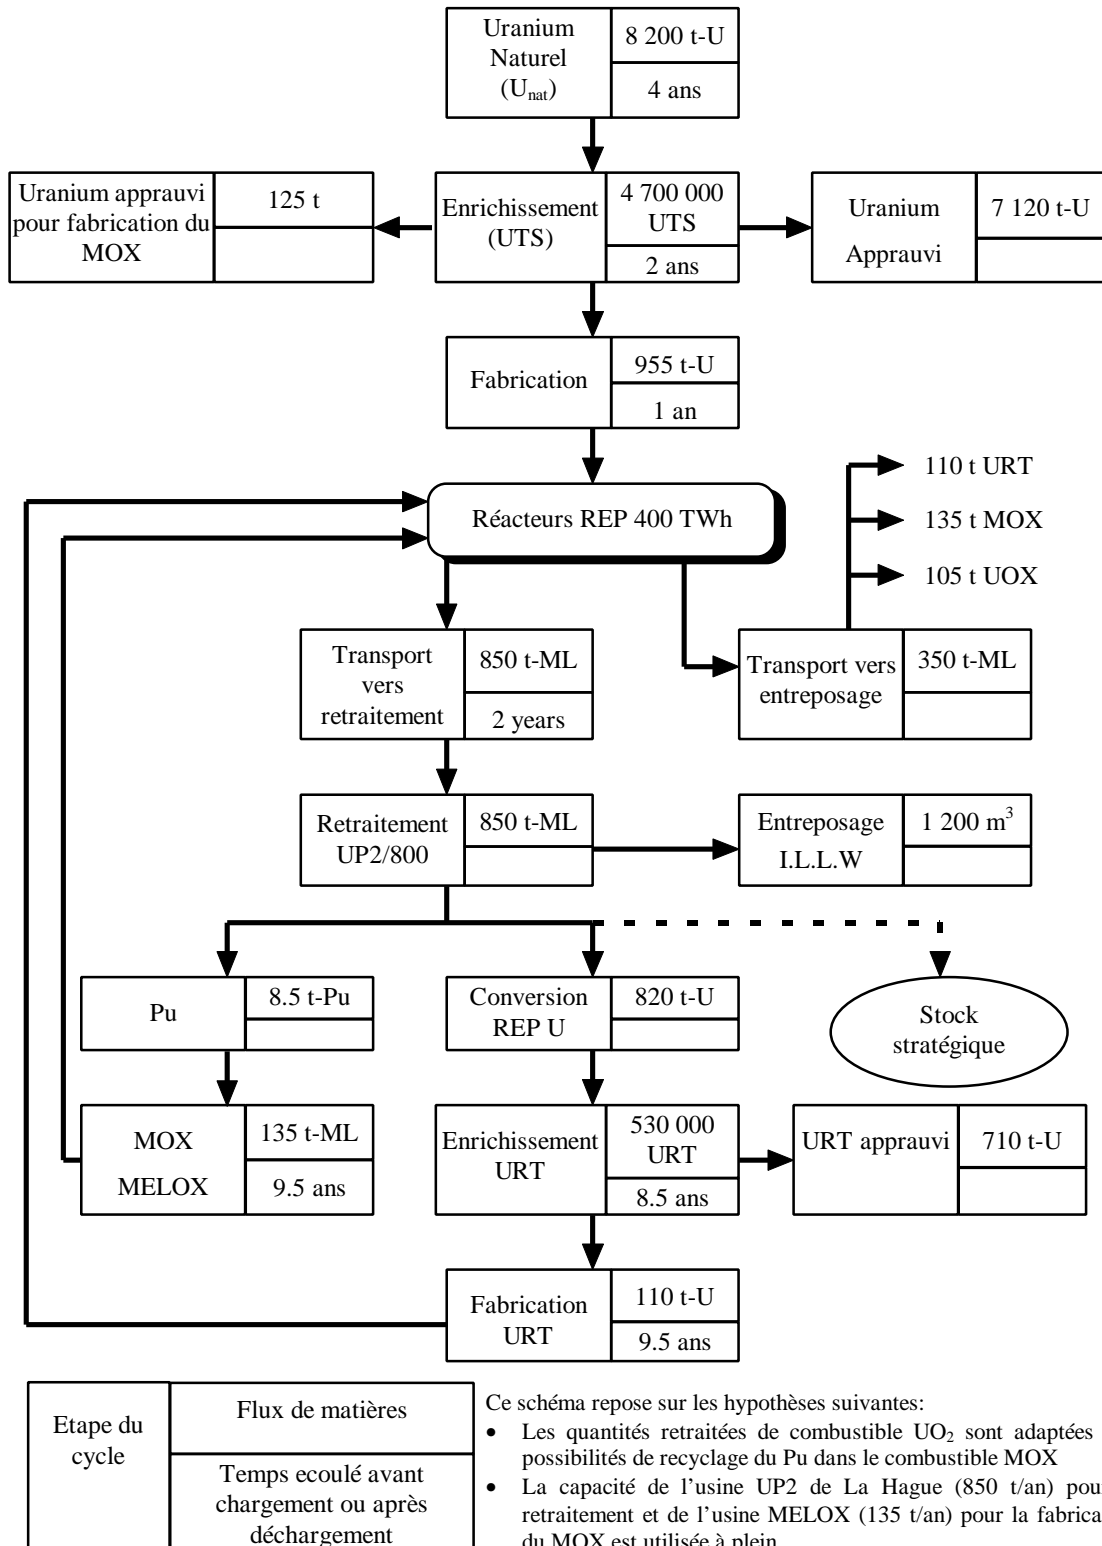 Uranium
Naturel
(Unat)
8 200 t-U
4 ans
Uranium apprauvi
pour fabrication du
MOX
125 t
Enrichissement
(UTS)
4 700 000
UTS
2 ans
Uranium
Apprauvi
7 120 t-U
Fabrication
955 t-U
1 an
Réacteurs REP 400 TWh
110 t URT
135 t MOX
105 t UOX
Transport
vers
retraitement
850 t-ML
2 years
Transport vers
entreposage
350 t-ML
Retraitement
UP2/800
850 t-ML
Entreposage
I.L.L.W
1 200 m³
Pu
8.5 t-Pu
Conversion
REP U
820 t-U
Stock
stratégique
MOX
MELOX
135 t-ML
9.5 ans
Enrichissement
URT
530 000
URT
8.5 ans
URT apprauvi
710 t-U
Fabrication
URT
110 t-U
9.5 ans
Etape du
cycle
Flux de matières
Temps ecoulé avant
chargement ou après
déchargement
Ce schéma repose sur les hypothèses suivantes:
• Les quantités retraitées de combustible UO₂ sont adaptées
possibilités de recyclage du Pu dans le combustible MOX
• La capacité de l'usine UP2 de La Hague (850 t/an) pour
retraitement et de l'usine MELOX (135 t/an) pour la fabrica
du MOX est utilisée à plein